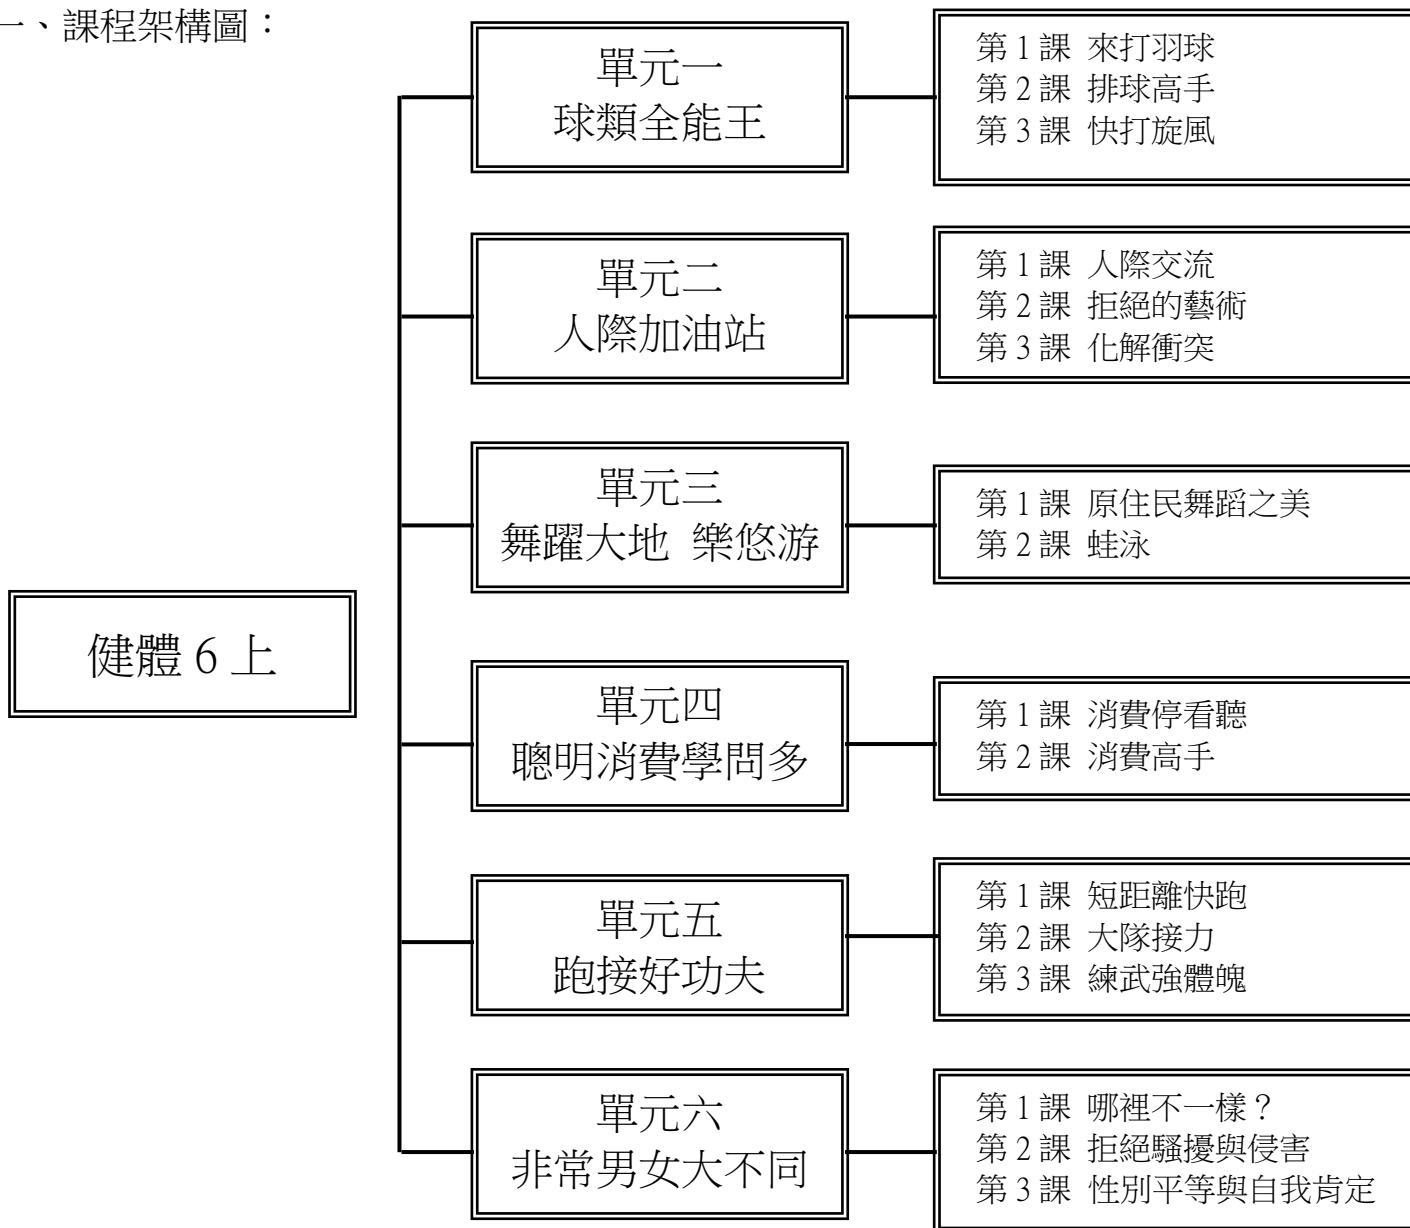 一、課程架構圖：
健體 6 上
單元一
球類全能王
第 1 課 來打羽球
第 2 課 排球高手
第 3 課 快打旋風
單元二
人際加油站
第 1 課 人際交流
第 2 課 拒絕的藝術
第 3 課 化解衝突
單元三
舞躍大地 樂悠游
第 1 課 原住民舞蹈之美
第 2 課 蛙泳
單元四
聰明消費學問多
第 1 課 消費停看聽
第 2 課 消費高手
單元五
跑接好功夫
第 1 課 短距離快跑
第 2 課 大隊接力
第 3 課 練武強體魄
單元六
非常男女大不同
第 1 課 哪裡不一樣？
第 2 課 拒絕騷擾與侵害
第 3 課 性別平等與自我肯定